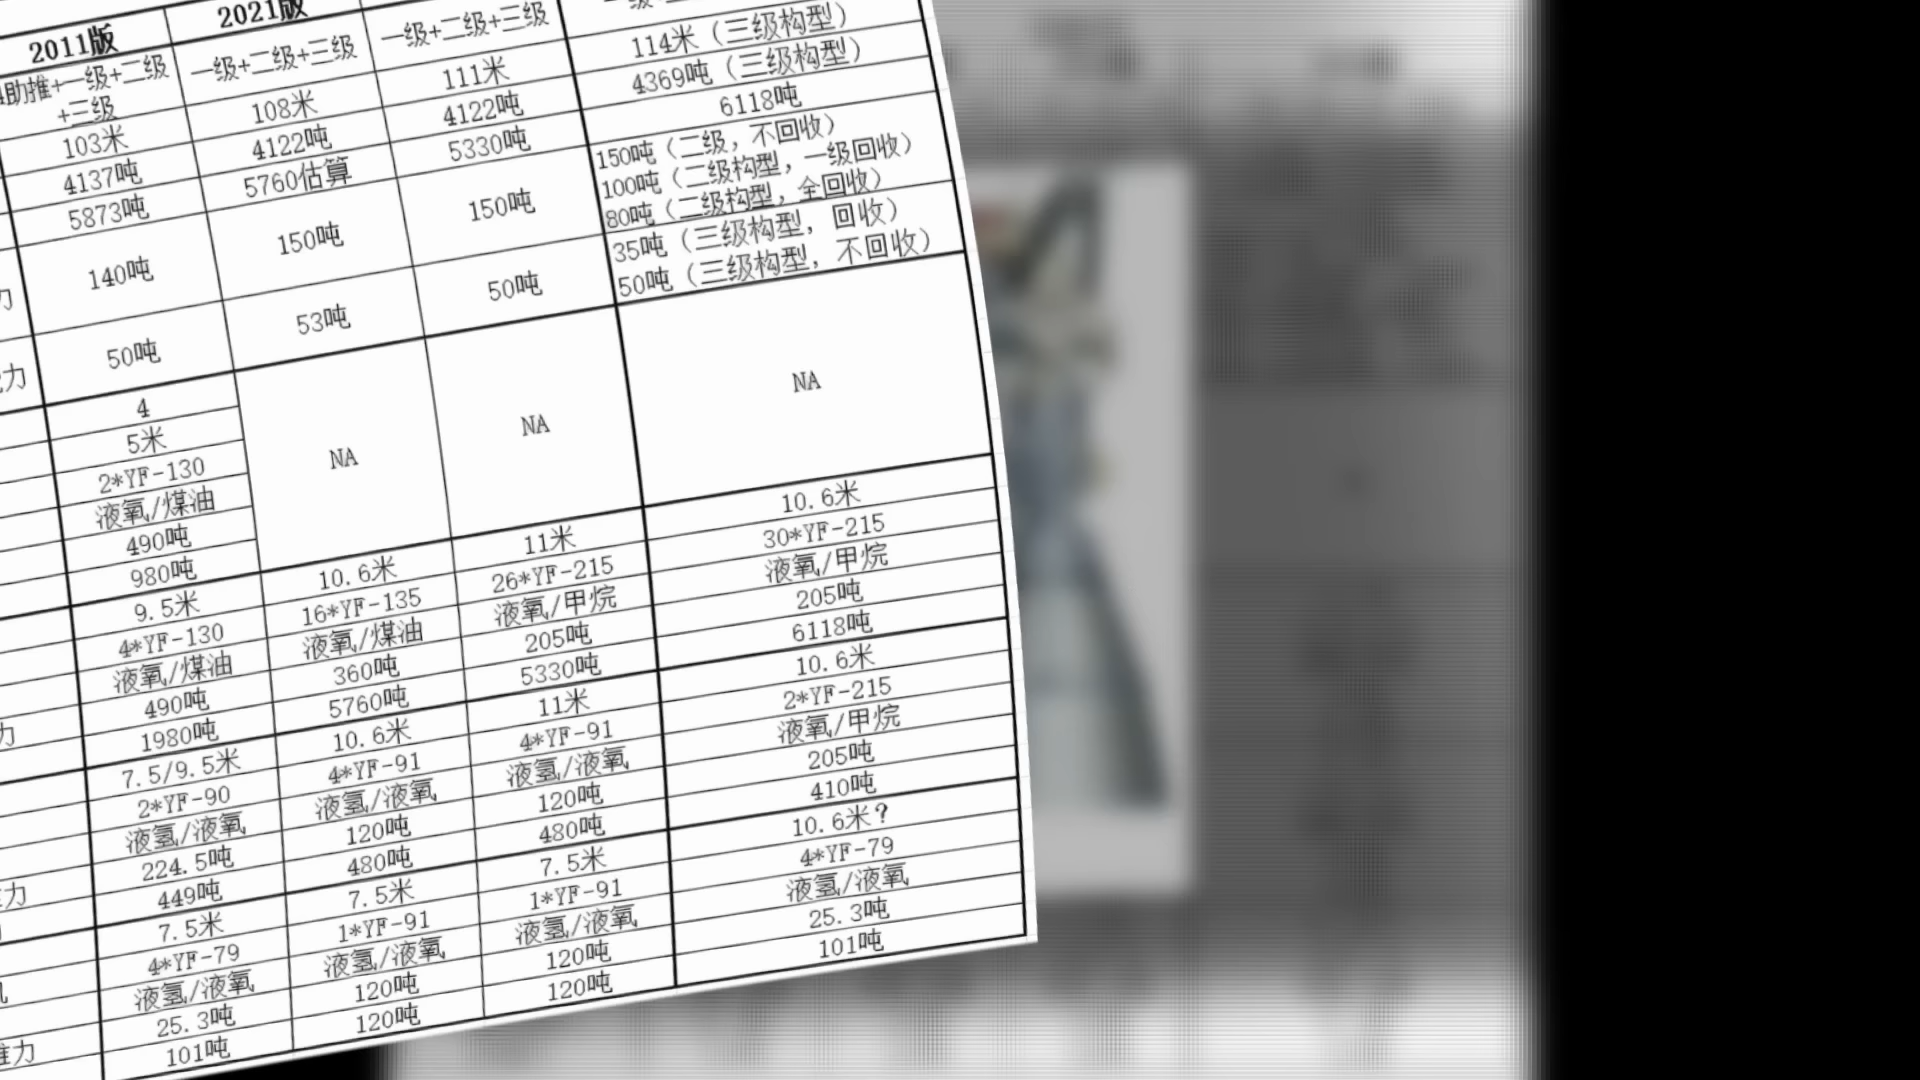 2011版 2021版
4助推+一级+二级+三级 一级+二级+三级 一级+二级+三级
103米 108米 111米 114米（三级构型）
4137吨 4122吨 4122吨 4369吨（三级构型）
5873吨 5760估算 5330吨 6118吨
140吨 150吨 150吨 150吨（二级，不回收）
100吨（二级构型，一级回收）
80吨（二级构型，全回收）
力 50吨 53吨 50吨 35吨（三级构型，回收）
50吨（三级构型，不回收）
4 NA NA NA
5米
2*YF-130
液氧/煤油
490吨
980吨
9.5米 10.6米 11米 10.6米
4*YF-130 16*YF-135 26*YF-215 30*YF-215
液氧/煤油 液氧/煤油 液氧/甲烷 液氧/甲烷
490吨 360吨 205吨 205吨
力 1980吨 5760吨 5330吨 6118吨
7.5/9.5米 10.6米 11米 10.6米
2*YF-90 4*YF-91 4*YF-91 2*YF-215
液氢/液氧 液氢/液氧 液氢/液氧 液氧/甲烷
224.5吨 120吨 120吨 205吨
力 449吨 480吨 480吨 410吨
7.5米 7.5米 7.5米 10.6米?
4*YF-79 1*YF-91 1*YF-91 4*YF-79
液氢/液氧 液氢/液氧 液氢/液氧 液氢/液氧
25.3吨 120吨 120吨 25.3吨
推力 101吨 120吨 120吨 101吨